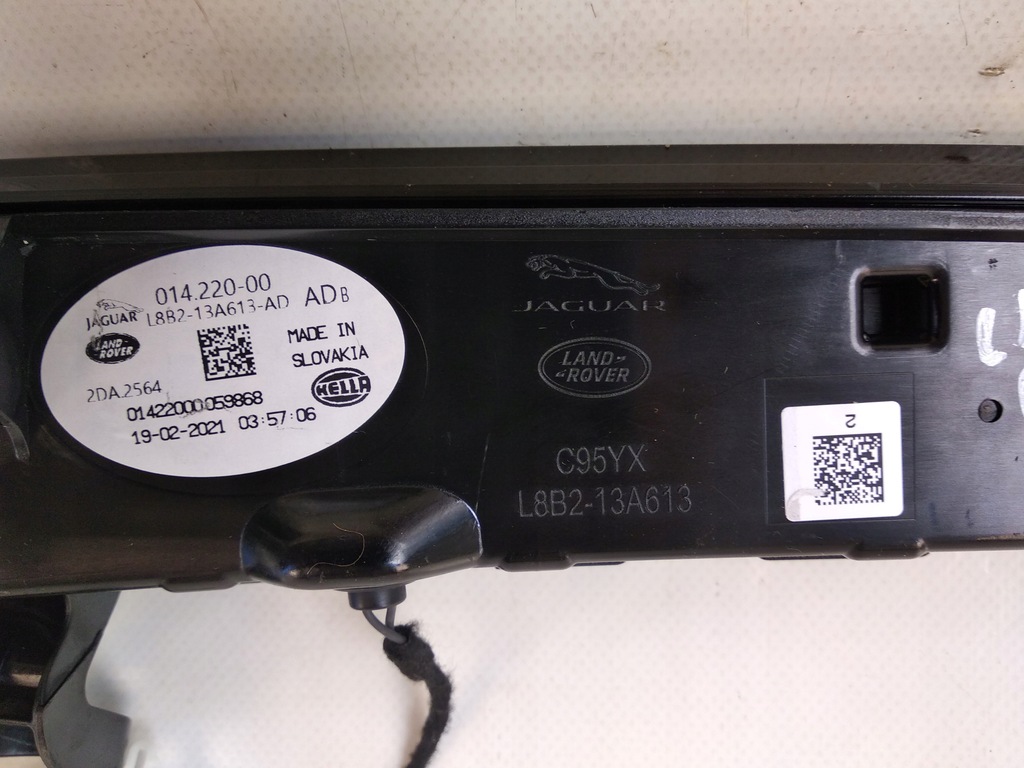 014.220-00
L8B2-13A613-AD
AD B
JAGUAR
LAND-
ROVER
MADE IN
SLOVAKIA
HELLA
2DA.2564
01422000059868
19-02-2021 03:57:06
JAGUAR
LAND-
ROVER
C95YX
L8B2-13A613
2